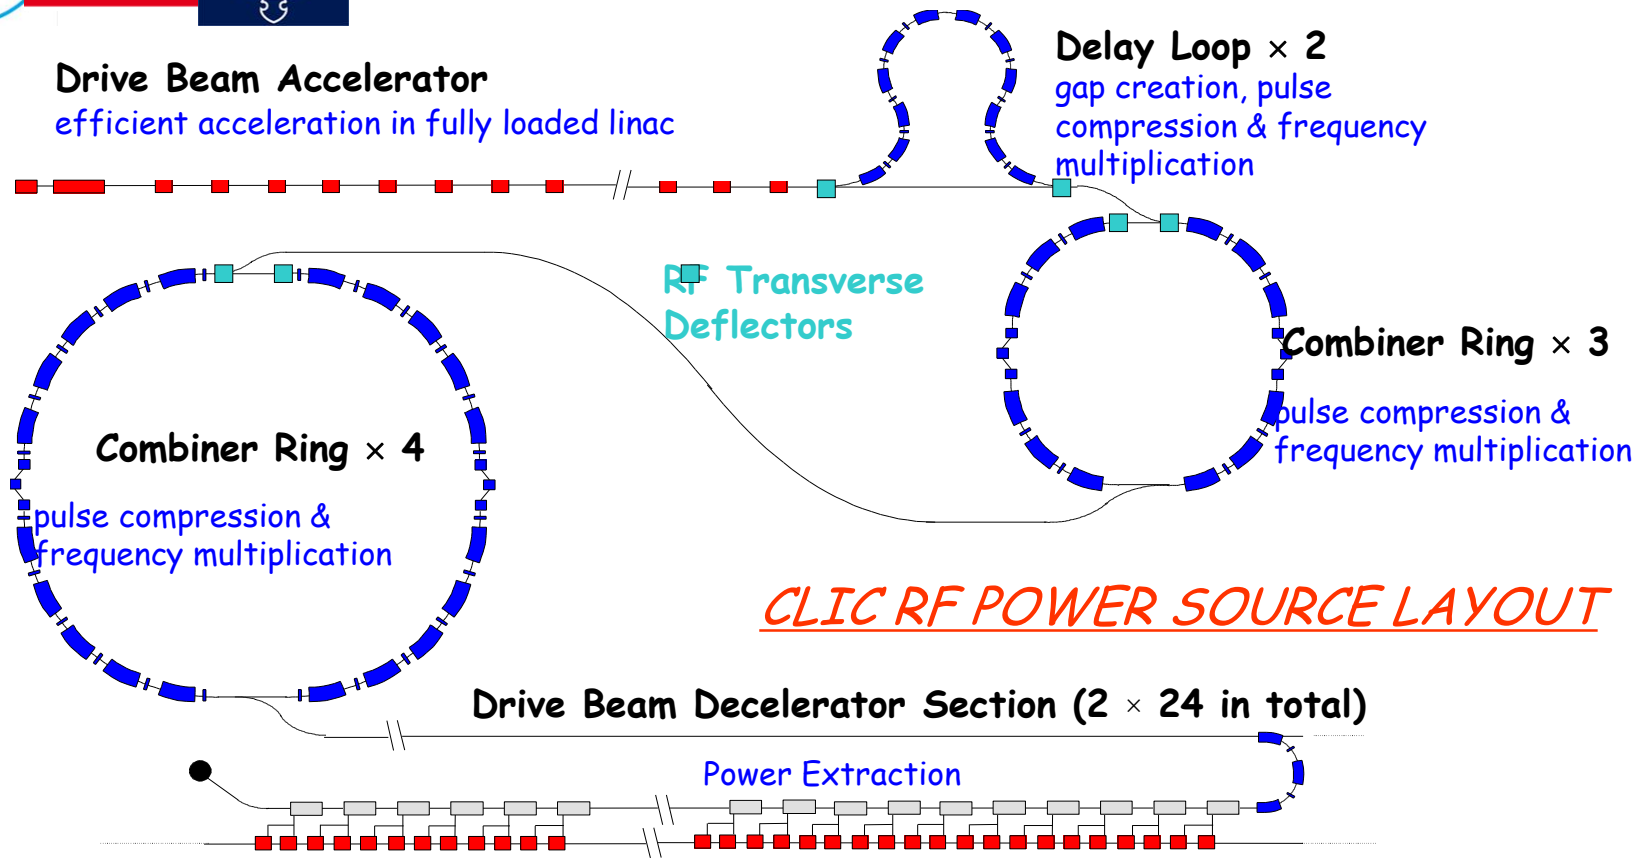 Delay Loop × 2
gap creation, pulse
compression & frequency
multiplication
Drive Beam Accelerator
efficient acceleration in fully loaded linac
RF Transverse
Deflectors
Combiner Ring × 3
pulse compression &
frequency multiplication
Combiner Ring × 4
pulse compression &
frequency multiplication
CLIC RF POWER SOURCE LAYOUT
Drive Beam Decelerator Section (2 × 24 in total)
Power Extraction